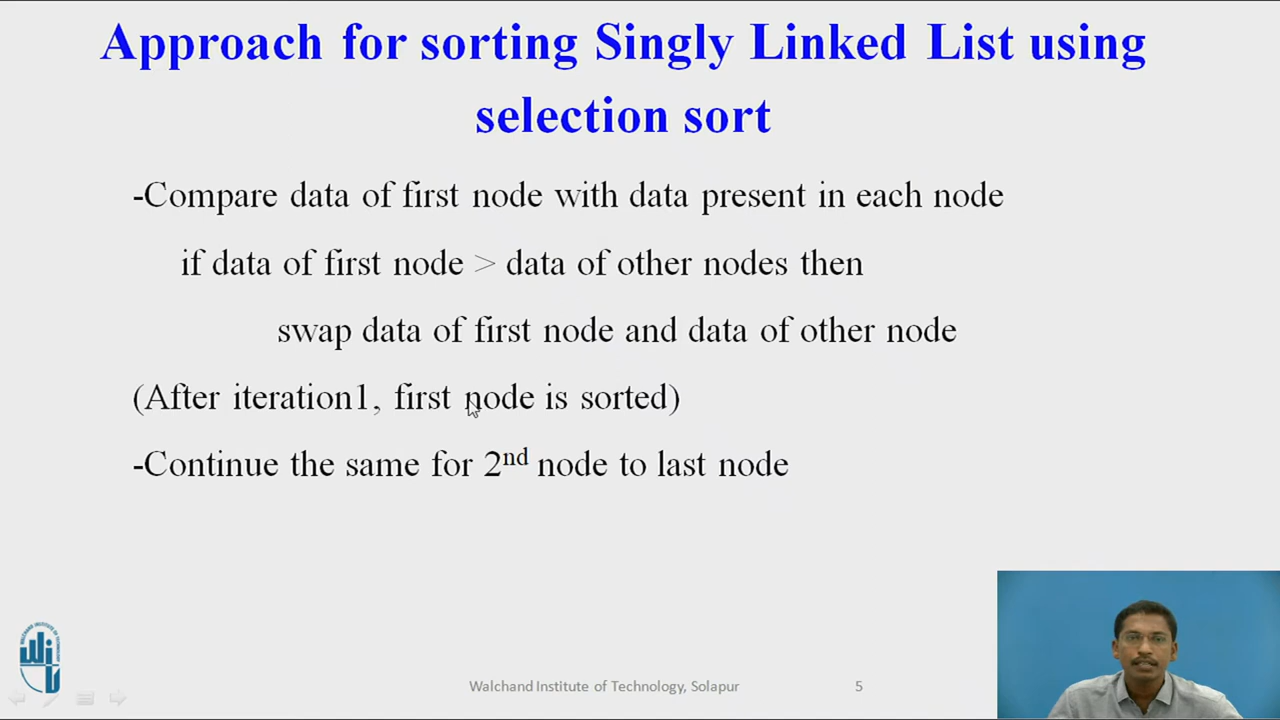 Approach for sorting Singly Linked List using
selection sort
-Compare data of first node with data present in each node
if data of first node > data of other nodes then
swap data of first node and data of other node
(After iteration1, first node is sorted)
-Continue the same for 2nd node to last node
Walchand Institute of Technology, Solapur
5